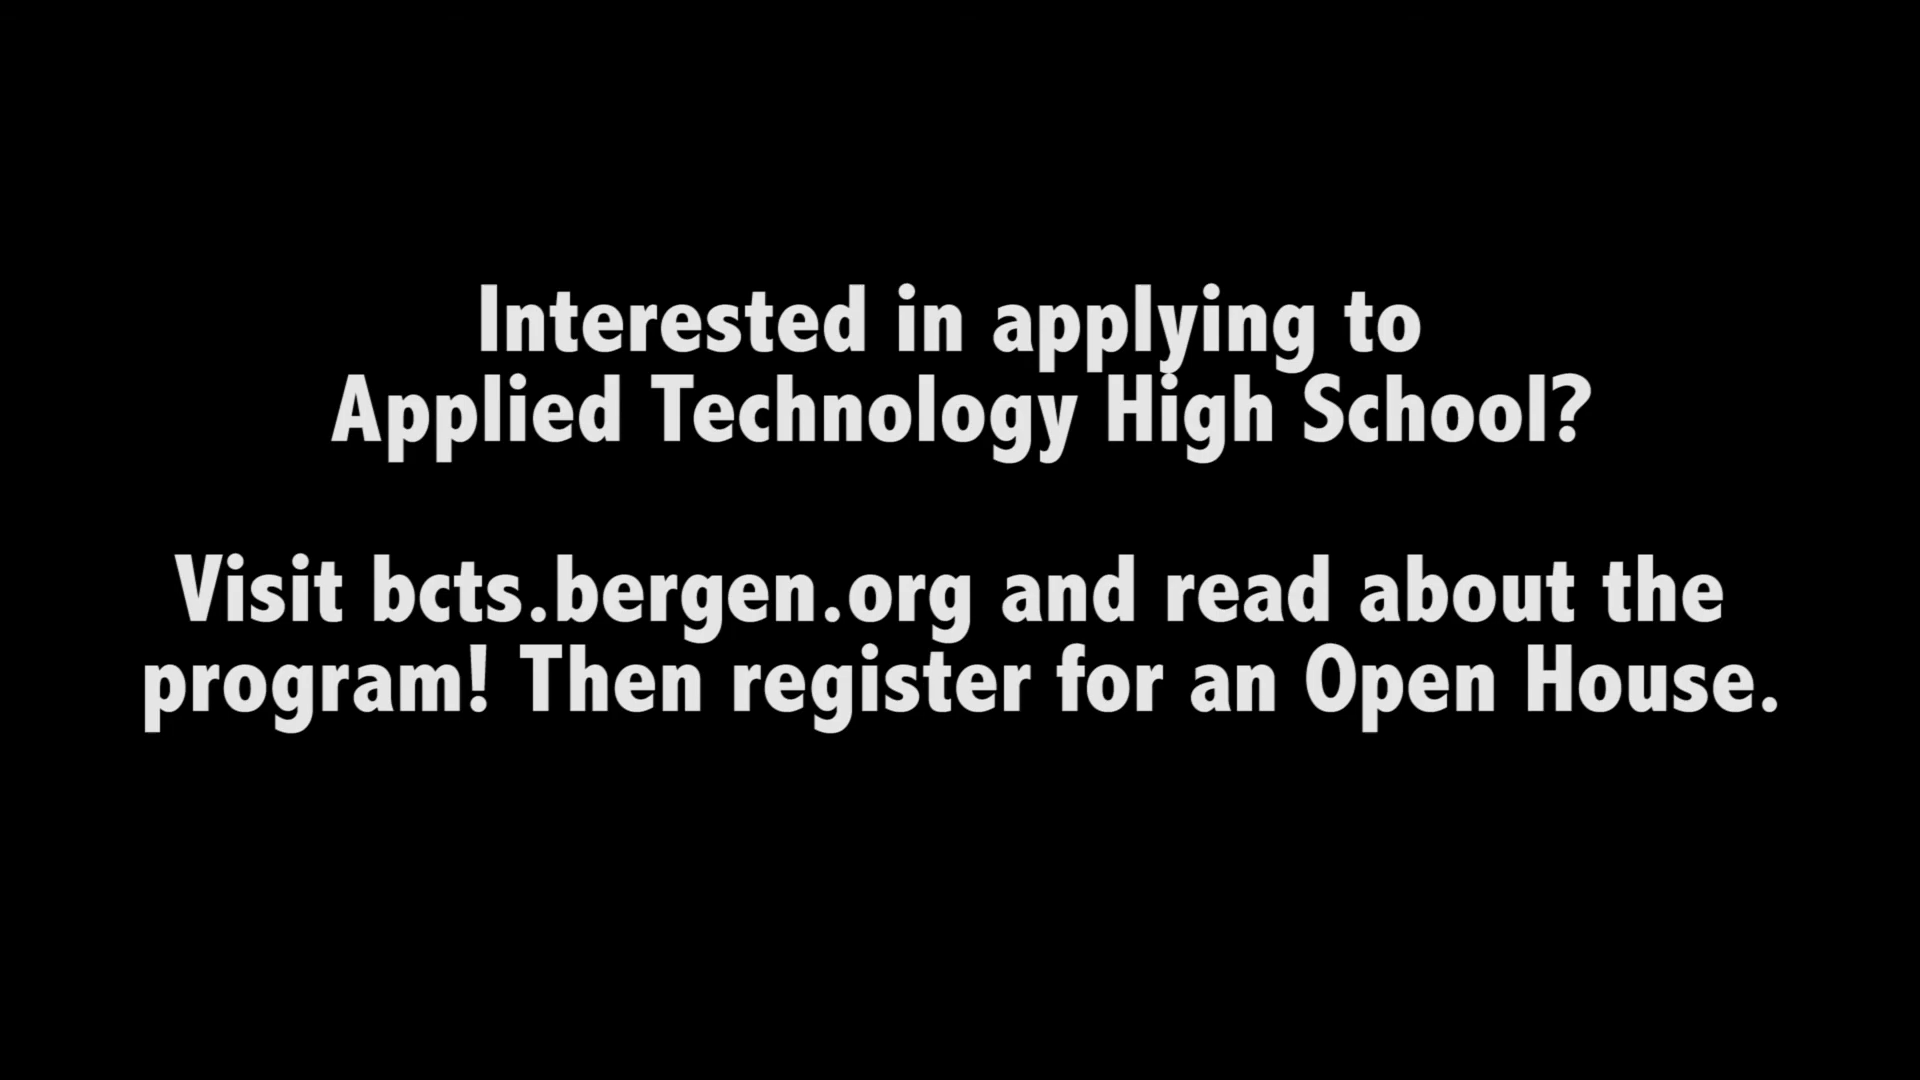 Interested in applying to
Applied Technology High School?
Visit bcts.bergen.org and read about the
program! Then register for an Open House.